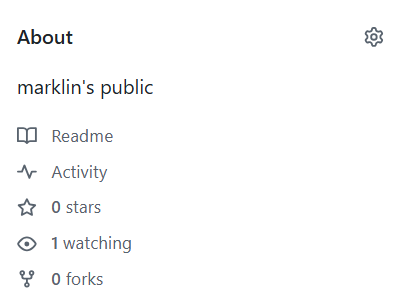 About
marklin's public
Readme
Activity
0 stars
1 watching
0 forks